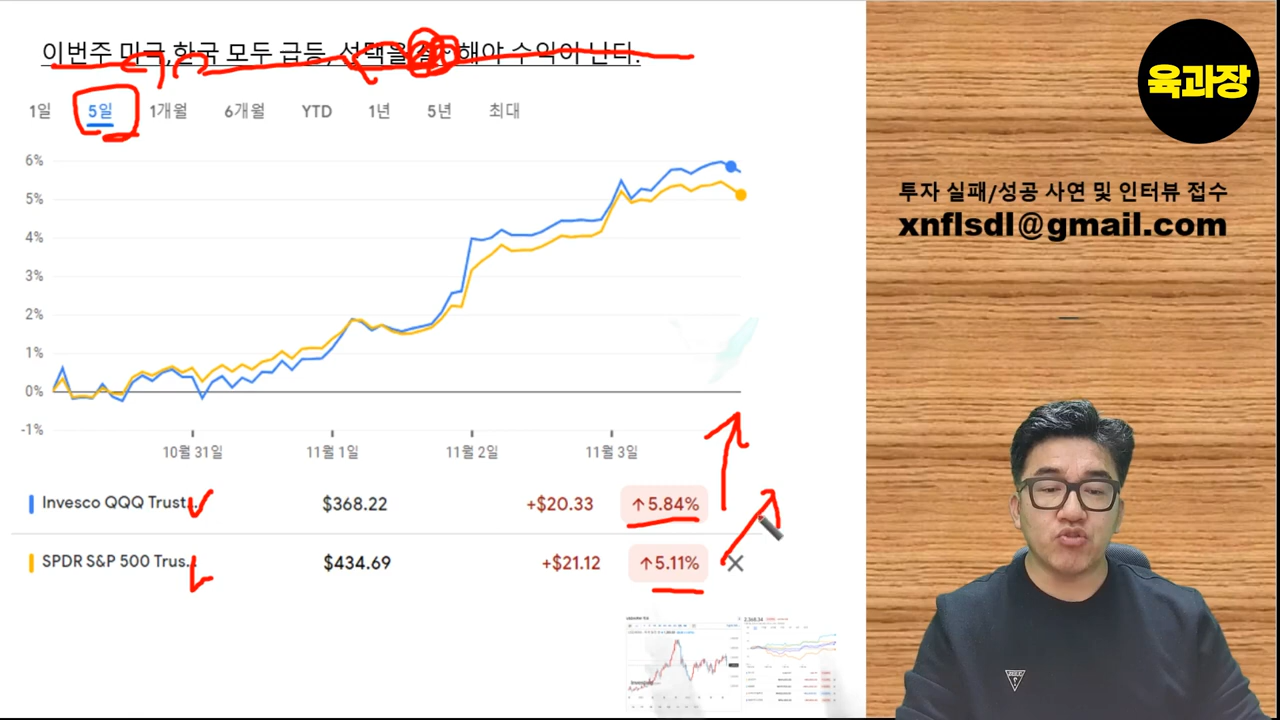 이번주 미국,한국 모두 급등, 선택을 해야 수익이 난다.
육과장
1일 5일 1개월 6개월 YTD 1년 5년 최대
투자 실패/성공 사연 및 인터뷰 접수
xnflsdl@gmail.com
6%
5%
4%
3%
2%
1%
0%
-1%
10월 31일 11월 1일 11월 2일 11월 3일
Invesco QQQ Trust... $368.22 +$20.33 ↑5.84%
SPDR S&P 500 Trus... $434.69 +$21.12 ↑5.11% ×